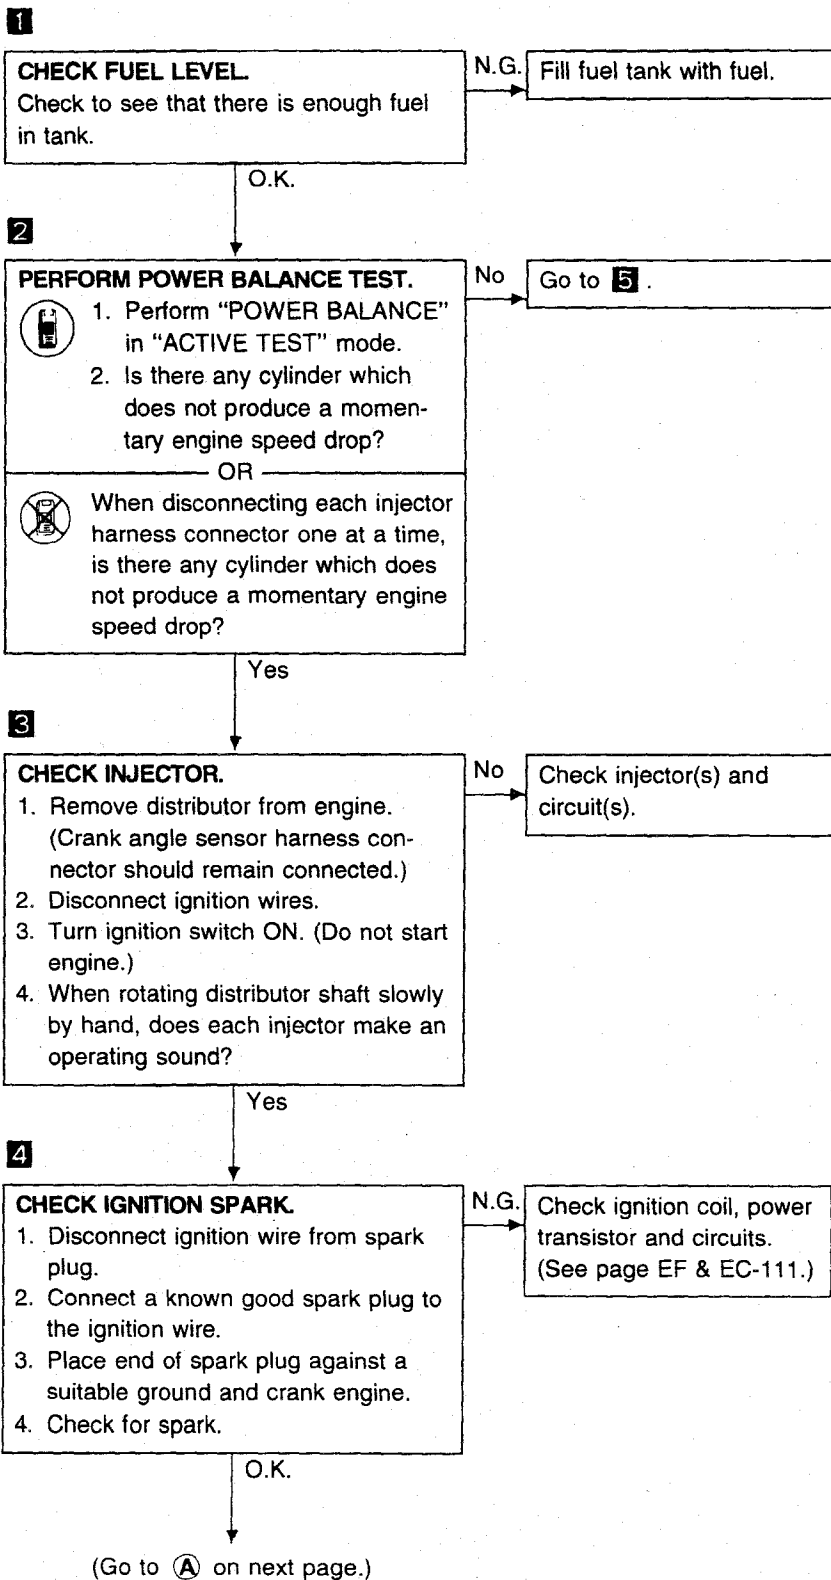 1
CHECK FUEL LEVEL.
Check to see that there is enough fuel
in tank.
N.G.
Fill fuel tank with fuel.
O.K.
2
PERFORM POWER BALANCE TEST.
1. Perform “POWER BALANCE”
in “ACTIVE TEST” mode.
2. Is there any cylinder which
does not produce a momen-
tary engine speed drop?
OR
When disconnecting each injector
harness connector one at a time,
is there any cylinder which does
not produce a momentary engine
speed drop?
No
Go to 5 .
Yes
3
CHECK INJECTOR.
1. Remove distributor from engine.
(Crank angle sensor harness con-
nector should remain connected.)
2. Disconnect ignition wires.
3. Turn ignition switch ON. (Do not start
engine.)
4. When rotating distributor shaft slowly
by hand, does each injector make an
operating sound?
No
Check injector(s) and
circuit(s).
Yes
4
CHECK IGNITION SPARK.
1. Disconnect ignition wire from spark
plug.
2. Connect a known good spark plug to
the ignition wire.
3. Place end of spark plug against a
suitable ground and crank engine.
4. Check for spark.
N.G.
Check ignition coil, power
transistor and circuits.
(See page EF & EC-111.)
O.K.
(Go to A on next page.)